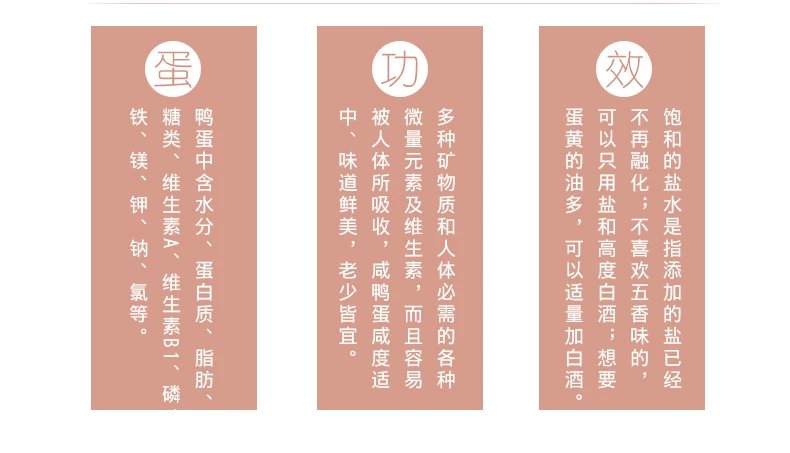 蛋
鸭蛋中含水分、蛋白质、脂肪、
糖类、维生素A、维生素B1、磷、
铁、镁、钾、钠、氯等。
功
多种矿物质和人体必需的各种
微量元素及维生素，而且容易
被人体所吸收，咸鸭蛋咸度适
中、味道鲜美，老少皆宜。
效
饱和的盐水是指添加的盐已经
不再融化；不喜欢五香味的，
可以只用盐和高度白酒；想要
蛋黄的油多，可以适量加白酒。